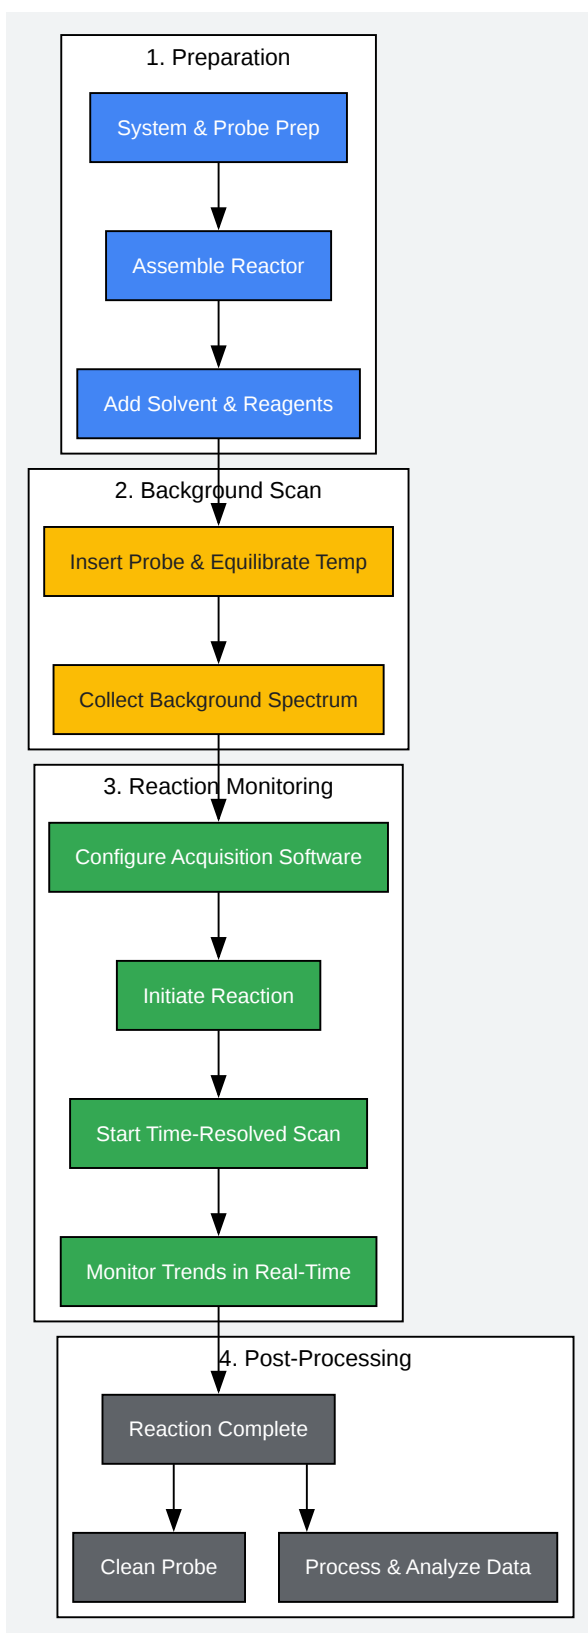 1. Preparation
System & Probe Prep
Assemble Reactor
Add Solvent & Reagents
2. Background Scan
Insert Probe & Equilibrate Temp
Collect Background Spectrum
3. Reaction Monitoring
Configure Acquisition Software
Initiate Reaction
Start Time-Resolved Scan
Monitor Trends in Real-Time
4. Post-Processing
Reaction Complete
Clean Probe
Process & Analyze Data